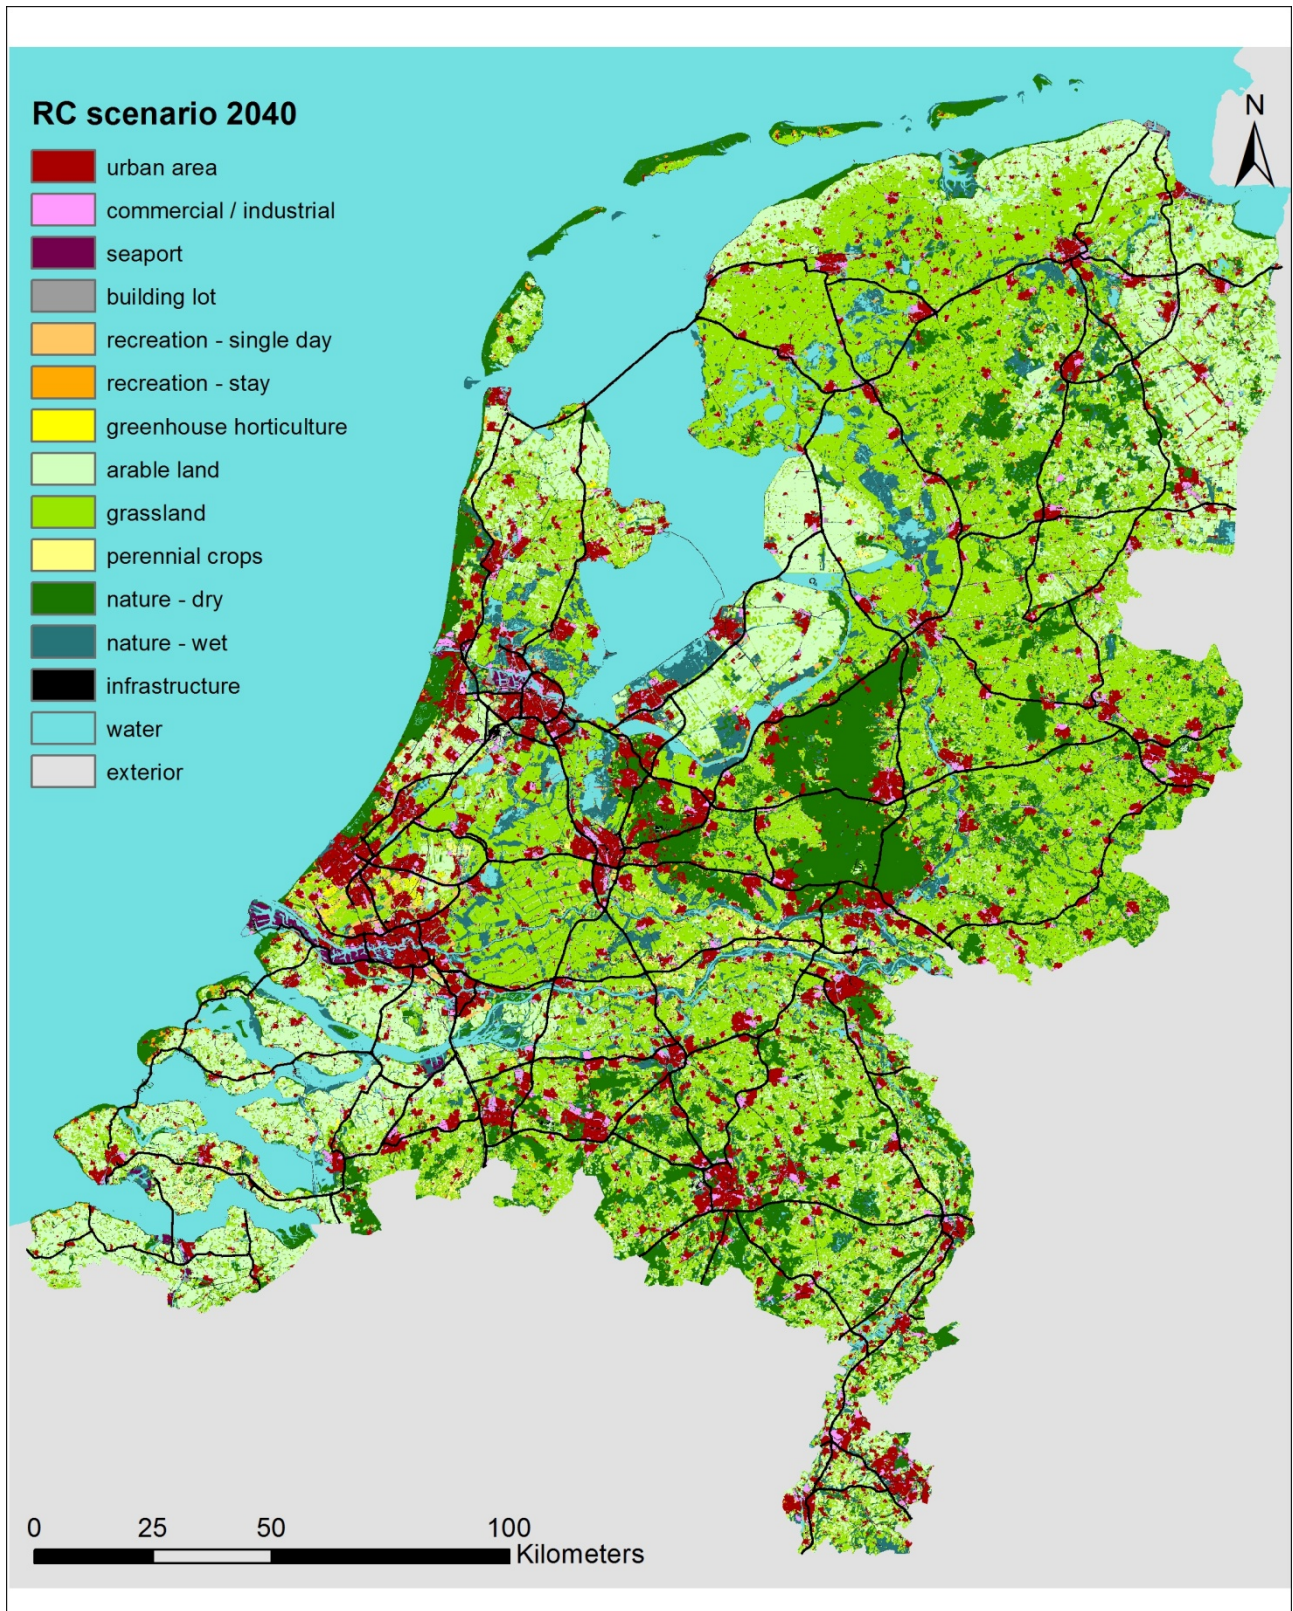 RC scenario 2040
N
urban area
commercial / industrial
seaport
building lot
recreation - single day
recreation - stay
greenhouse horticulture
arable land
grassland
perennial crops
nature - dry
nature - wet
infrastructure
water
exterior
0 25 50 100
Kilometers